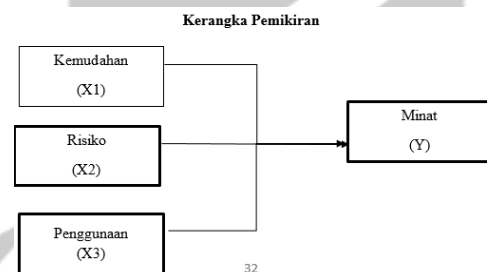 Kerangka Pemikiran
Kemudahan
(X1)
Risiko
(X2)
Penggunaan
(X3)
Minat
(Y)
32